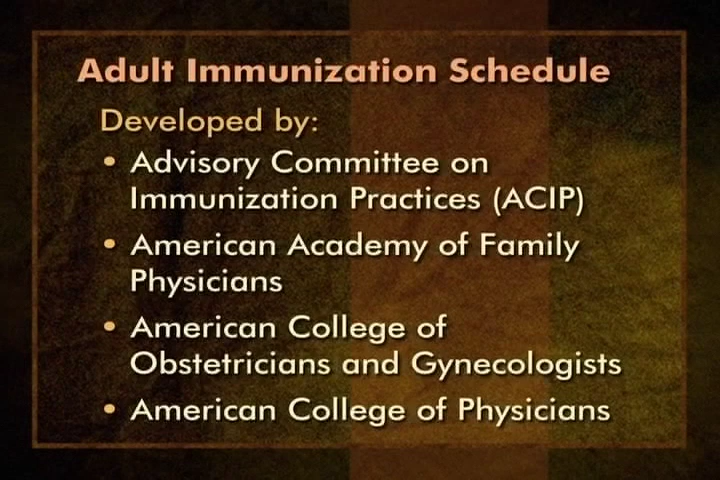 Adult Immunization Schedule
Developed by:
• Advisory Committee on
Immunization Practices (ACIP)
• American Academy of Family
Physicians
• American College of
Obstetricians and Gynecologists
• American College of Physicians